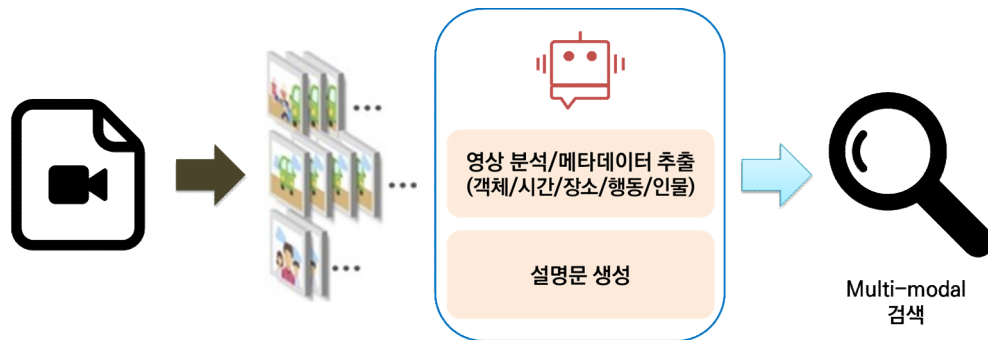 영상 분석/메타데이터 추출
(객체/시간/장소/행동/인물)
설명문 생성
Multi-modal
검색